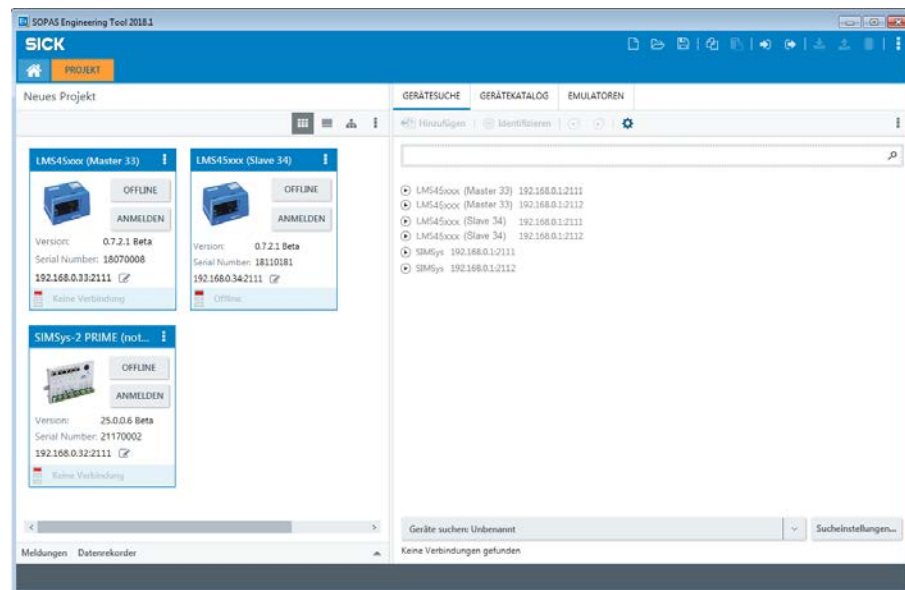 SOPAS Engineering Tool 2018.1
SICK
PROJEKT
Neues Projekt
LMS45xxx (Master 33)
OFFLINE
ANMELDEN
Version: 0.7.2.1 Beta
Serial Number: 18070008
192.168.0.33:2111
Keine Verbindung
LMS45xxx (Slave 34)
OFFLINE
ANMELDEN
Version: 0.7.2.1 Beta
Serial Number: 18110181
192.168.0.34:2111
Offline
SIMSys-2 PRIME (not...
OFFLINE
ANMELDEN
Version: 25.0.0.6 Beta
Serial Number: 21170002
192.168.0.32:2111
Keine Verbindung
Meldungen Datenrekorder
GERÄTESUCHE GERÄTEKATALOG EMULATOREN
Hinzufügen Identifizieren
LMS45xxx (Master 33) 192.168.0.1:2111
LMS45xxx (Master 33) 192.168.0.1:2112
LMS45xxx (Slave 34) 192.168.0.1:2111
LMS45xxx (Slave 34) 192.168.0.1:2112
SIMSys 192.168.0.1:2111
SIMSys 192.168.0.1:2112
Geräte suchen: Unbenannt
Sucheinstellungen...
Keine Verbindungen gefunden